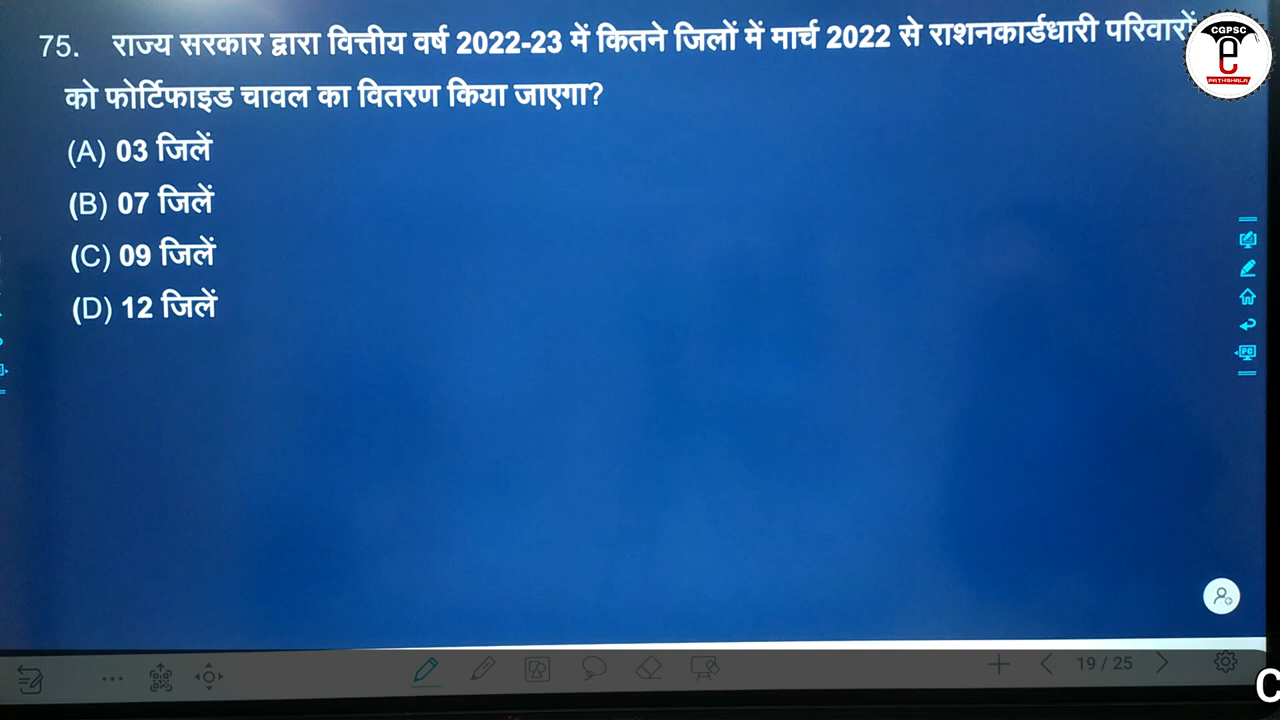 75. राज्य सरकार द्वारा वित्तीय वर्ष 2022-23 में कितने जिलों में मार्च 2022 से राशनकार्डधारी परिवारों
को फोर्टिफाइड चावल का वितरण किया जाएगा?
(A) 03 जिलें
(B) 07 जिलें
(C) 09 जिलें
(D) 12 जिलें
CGPSC
e
PATHSHALA
PG
19 / 25
C